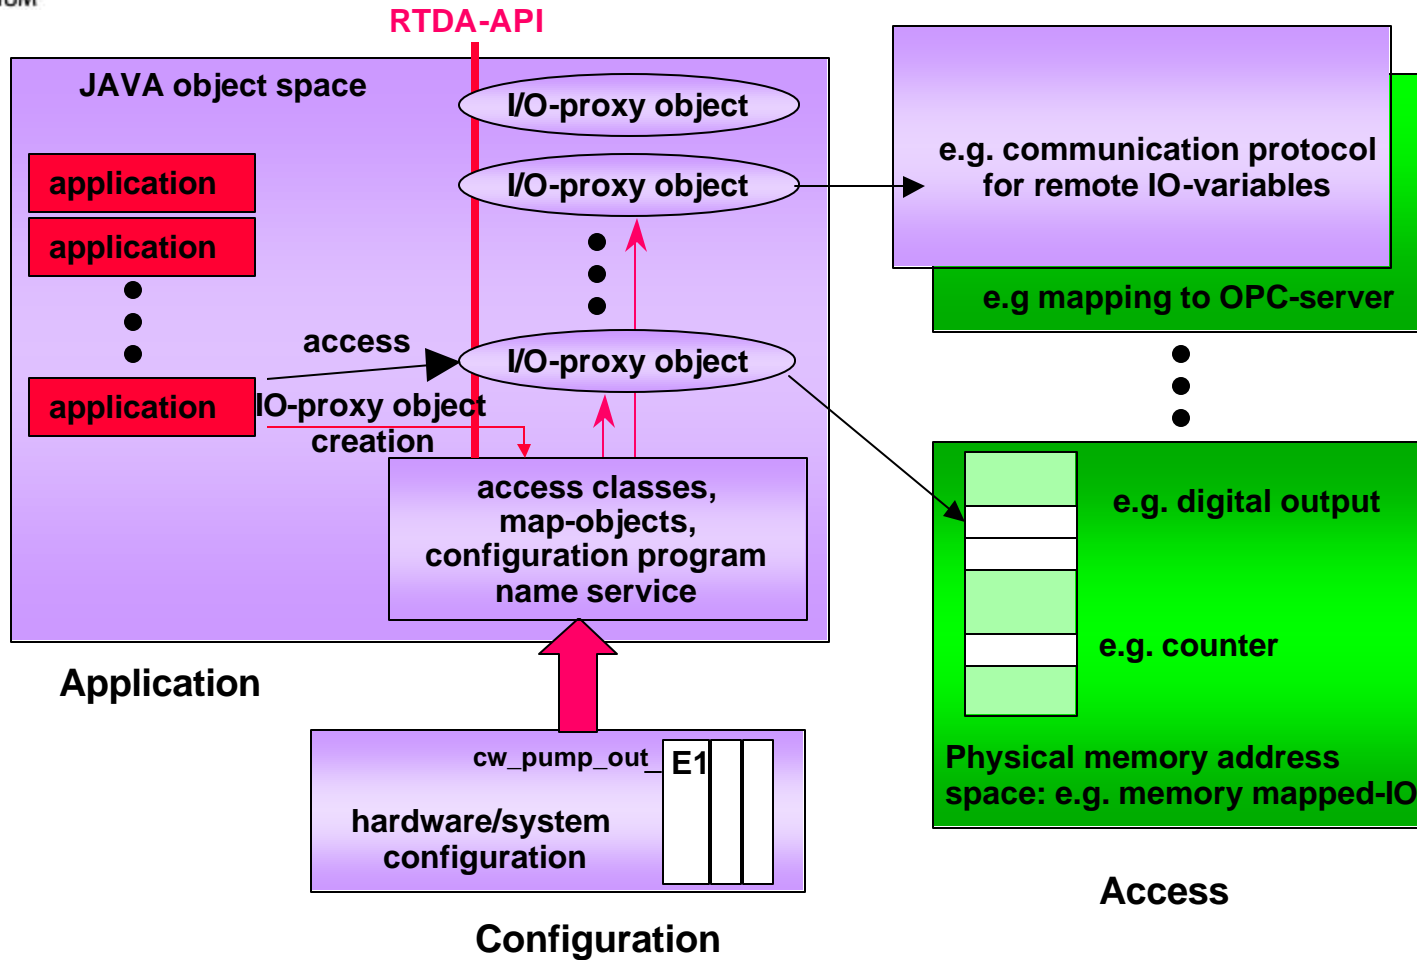 RTDA-API
JAVA object space
I/O-proxy object
I/O-proxy object
application
application
access
I/O-proxy object
application
IO-proxy object
creation
access classes,
map-objects,
configuration program
name service
e.g. communication protocol
for remote IO-variables
e.g mapping to OPC-server
e.g. digital output
e.g. counter
Physical memory address
space: e.g. memory mapped-IO
Application
cw_pump_out_
E1
hardware/system
configuration
Access
Configuration